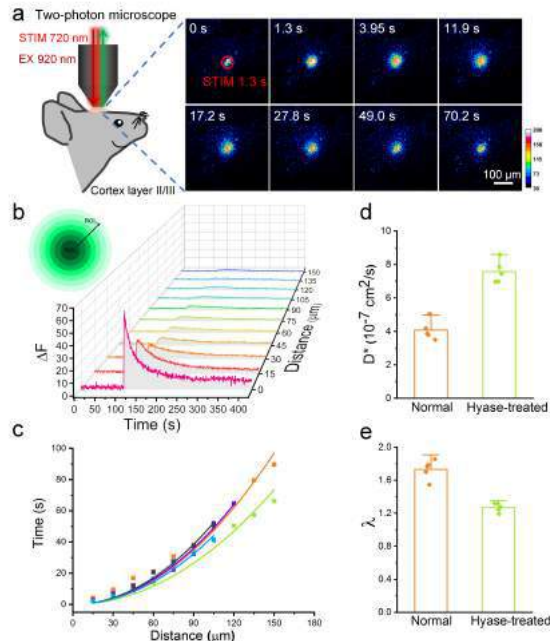 a
Two-photon microscope
STIM 720 nm
EX 920 nm
Cortex layer II/III
0 s
1.3 s
3.95 s
11.9 s
STIM 1.3 s
17.2 s
27.8 s
49.0 s
70.2 s
100 μm
200
b
ΔF
70
60
50
40
30
20
10
0
0 50 100 150 200 250 300 350 400
Time (s)
150
135
120
105
90
75
60
45
30
15
0
Distance (μm)
c
Time (s)
100
80
60
40
20
0
0 30 60 90 120 150 180
Distance (μm)
d
D* (10⁻⁷ cm²/s)
10
8
6
4
2
0
Normal Hyase-treated
e
λ
2.4
1.8
1.2
0.6
0.0
Normal Hyase-treated